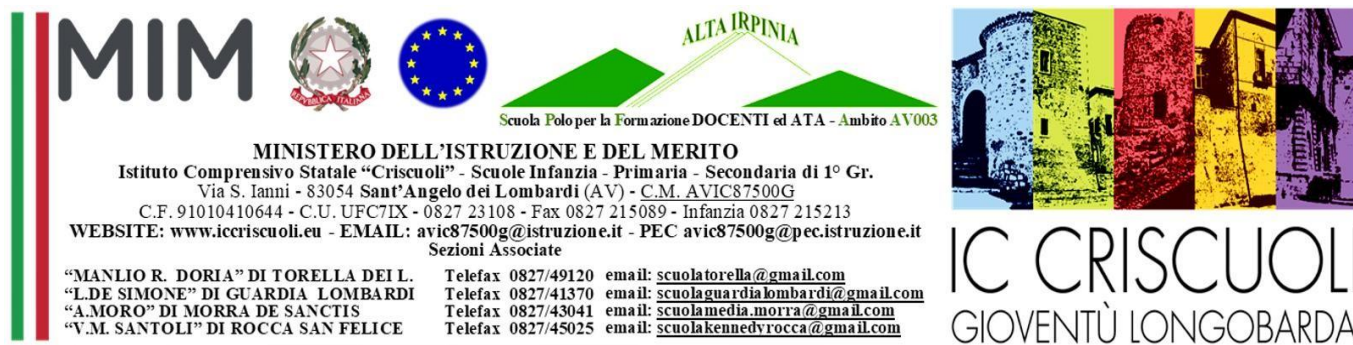 MIM
REPVBBLICA ITALIANA
ALTA IRPINIA
Scuola Polo per la Formazione DOCENTI ed ATA - Ambito AV003
MINISTERO DELL’ISTRUZIONE E DEL MERITO
Istituto Comprensivo Statale “Criscuoli” - Scuole Infanzia - Primaria - Secondaria di 1° Gr.
Via S. Ianni - 83054 Sant’Angelo dei Lombardi (AV) - C.M. AVIC87500G
C.F. 91010410644 - C.U. UFC7IX - 0827 23108 - Fax 0827 215089 - Infanzia 0827 215213
WEBSITE: www.iccriscuoli.eu - EMAIL: avic87500g@istruzione.it - PEC avic87500g@pec.istruzione.it
Sezioni Associate
“MANLIO R. DORIA” DI TORELLA DEI L. Telefax 0827/49120 email: scuolatorella@gmail.com
“L.DE SIMONE” DI GUARDIA LOMBARDI Telefax 0827/41370 email: scuolaguardialombardi@gmail.com
“A.MORO” DI MORRA DE SANCTIS Telefax 0827/43041 email: scuolamedia.morra@gmail.com
“V.M. SANTOLI” DI ROCCA SAN FELICE Telefax 0827/45025 email: scuolakennedyrocca@gmail.com
IC CRISCUOLI
GIOVENTÙ LONGOBARDA